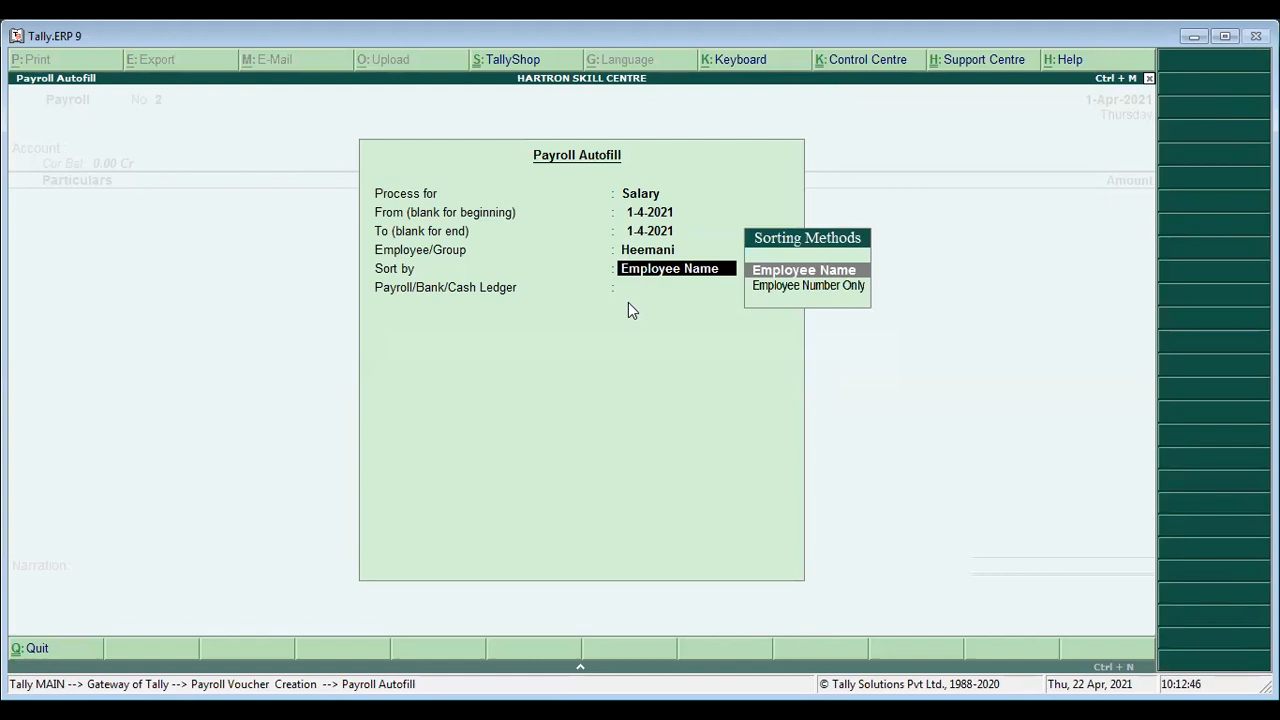 Tally.ERP 9
P: Print E: Export M: E-Mail O: Upload S: TallyShop G: Language K: Keyboard K: Control Centre H: Support Centre H: Help
Payroll Autofill HARTRON SKILL CENTRE Ctrl + M
Payroll No. 2 1-Apr-2021
Thursday
Account :
Cur Bal: 0.00 Cr
Particulars Amount
Payroll Autofill
Process for : Salary
From (blank for beginning) : 1-4-2021
To (blank for end) : 1-4-2021
Employee/Group : Heemani
Sort by : Employee Name
Payroll/Bank/Cash Ledger :
Sorting Methods
Employee Name
Employee Number Only
Narration:
Q: Quit
Ctrl + N
Tally MAIN --> Gateway of Tally --> Payroll Voucher Creation --> Payroll Autofill © Tally Solutions Pvt Ltd., 1988-2020 Thu, 22 Apr, 2021 10:12:46